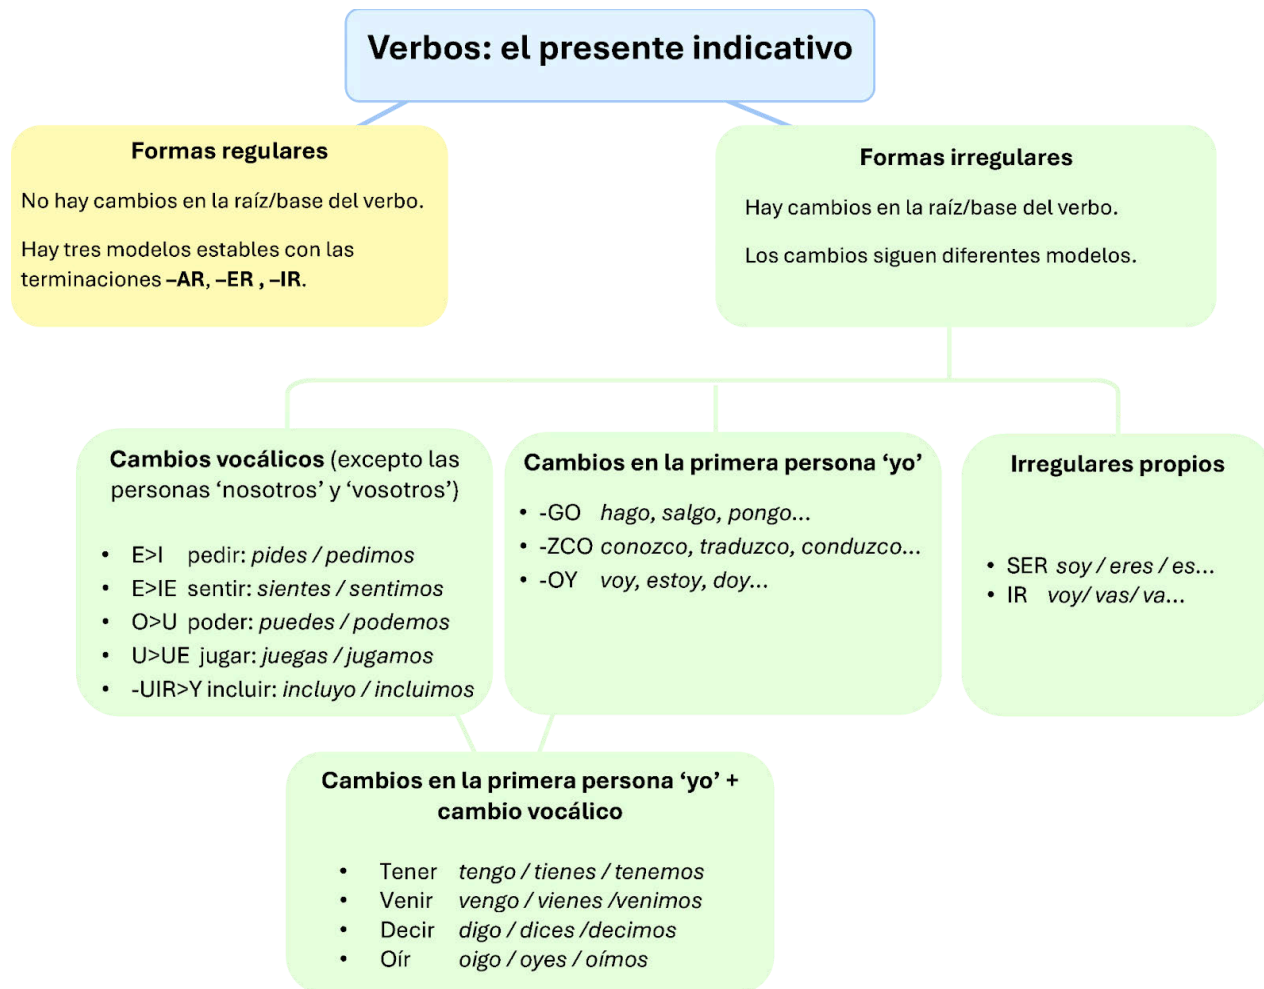 Verbos: el presente indicativo
Formas regulares
No hay cambios en la raíz/base del verbo.
Hay tres modelos estables con las
terminaciones –AR, –ER , –IR.
Formas irregulares
Hay cambios en la raíz/base del verbo.
Los cambios siguen diferentes modelos.
Cambios vocálicos (excepto las
personas ‘nosotros’ y ‘vosotros’)
• E>I pedir: pides / pedimos
• E>IE sentir: sientes / sentimos
• O>U poder: puedes / podemos
• U>UE jugar: juegas / jugamos
• -UIR>Y incluir: incluyo / incluimos
Cambios en la primera persona ‘yo’
• -GO hago, salgo, pongo...
• -ZCO conozco, traduzco, conduzco...
• -OY voy, estoy, doy...
Irregulares propios
• SER soy / eres / es...
• IR voy/ vas/ va...
Cambios en la primera persona ‘yo’ +
cambio vocálico
• Tener tengo / tienes / tenemos
• Venir vengo / vienes /venimos
• Decir digo / dices /decimos
• Oír oigo / oyes / oímos